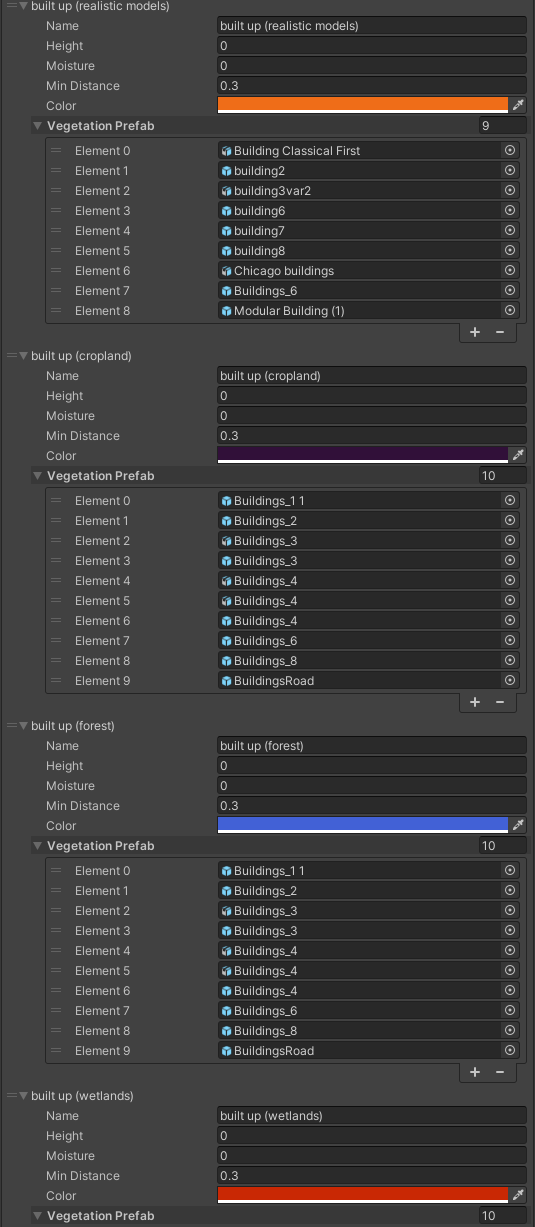 built up (realistic models)
Name built up (realistic models)
Height 0
Moisture 0
Min Distance 0.3
Color
Vegetation Prefab 9
Element 0 Building Classical First
Element 1 building2
Element 2 building3var2
Element 3 building6
Element 4 building7
Element 5 building8
Element 6 Chicago buildings
Element 7 Buildings_6
Element 8 Modular Building (1)
+ −
built up (cropland)
Name built up (cropland)
Height 0
Moisture 0
Min Distance 0.3
Color
Vegetation Prefab 10
Element 0 Buildings_1 1
Element 1 Buildings_2
Element 2 Buildings_3
Element 3 Buildings_3
Element 4 Buildings_4
Element 5 Buildings_4
Element 6 Buildings_4
Element 7 Buildings_6
Element 8 Buildings_8
Element 9 BuildingsRoad
+ −
built up (forest)
Name built up (forest)
Height 0
Moisture 0
Min Distance 0.3
Color
Vegetation Prefab 10
Element 0 Buildings_1 1
Element 1 Buildings_2
Element 2 Buildings_3
Element 3 Buildings_3
Element 4 Buildings_4
Element 5 Buildings_4
Element 6 Buildings_4
Element 7 Buildings_6
Element 8 Buildings_8
Element 9 BuildingsRoad
+ −
built up (wetlands)
Name built up (wetlands)
Height 0
Moisture 0
Min Distance 0.3
Color
Vegetation Prefab 10